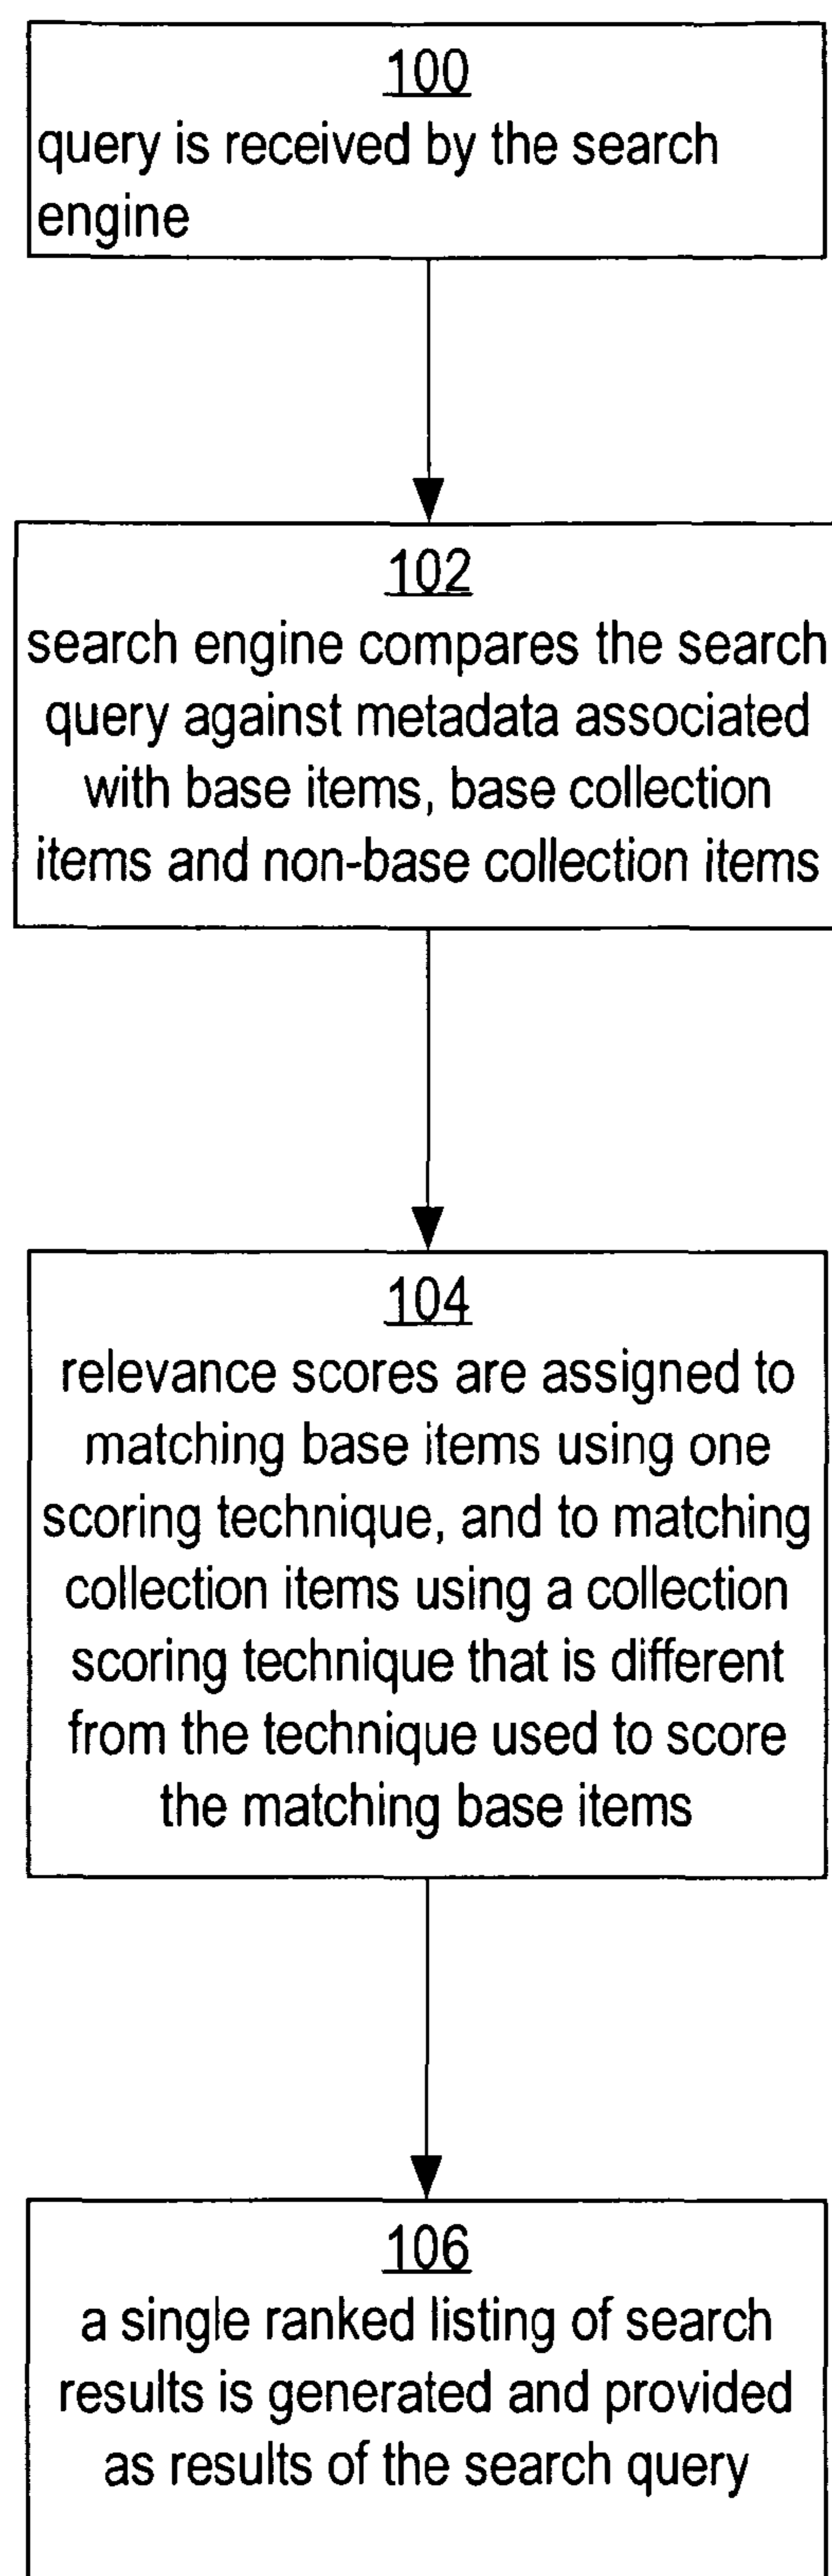 100
query is received by the search
engine
102
search engine compares the search
query against metadata associated
with base items, base collection
items and non-base collection items
104
relevance scores are assigned to
matching base items using one
scoring technique, and to matching
collection items using a collection
scoring technique that is different
from the technique used to score
the matching base items
106
a single ranked listing of search
results is generated and provided
as results of the search query